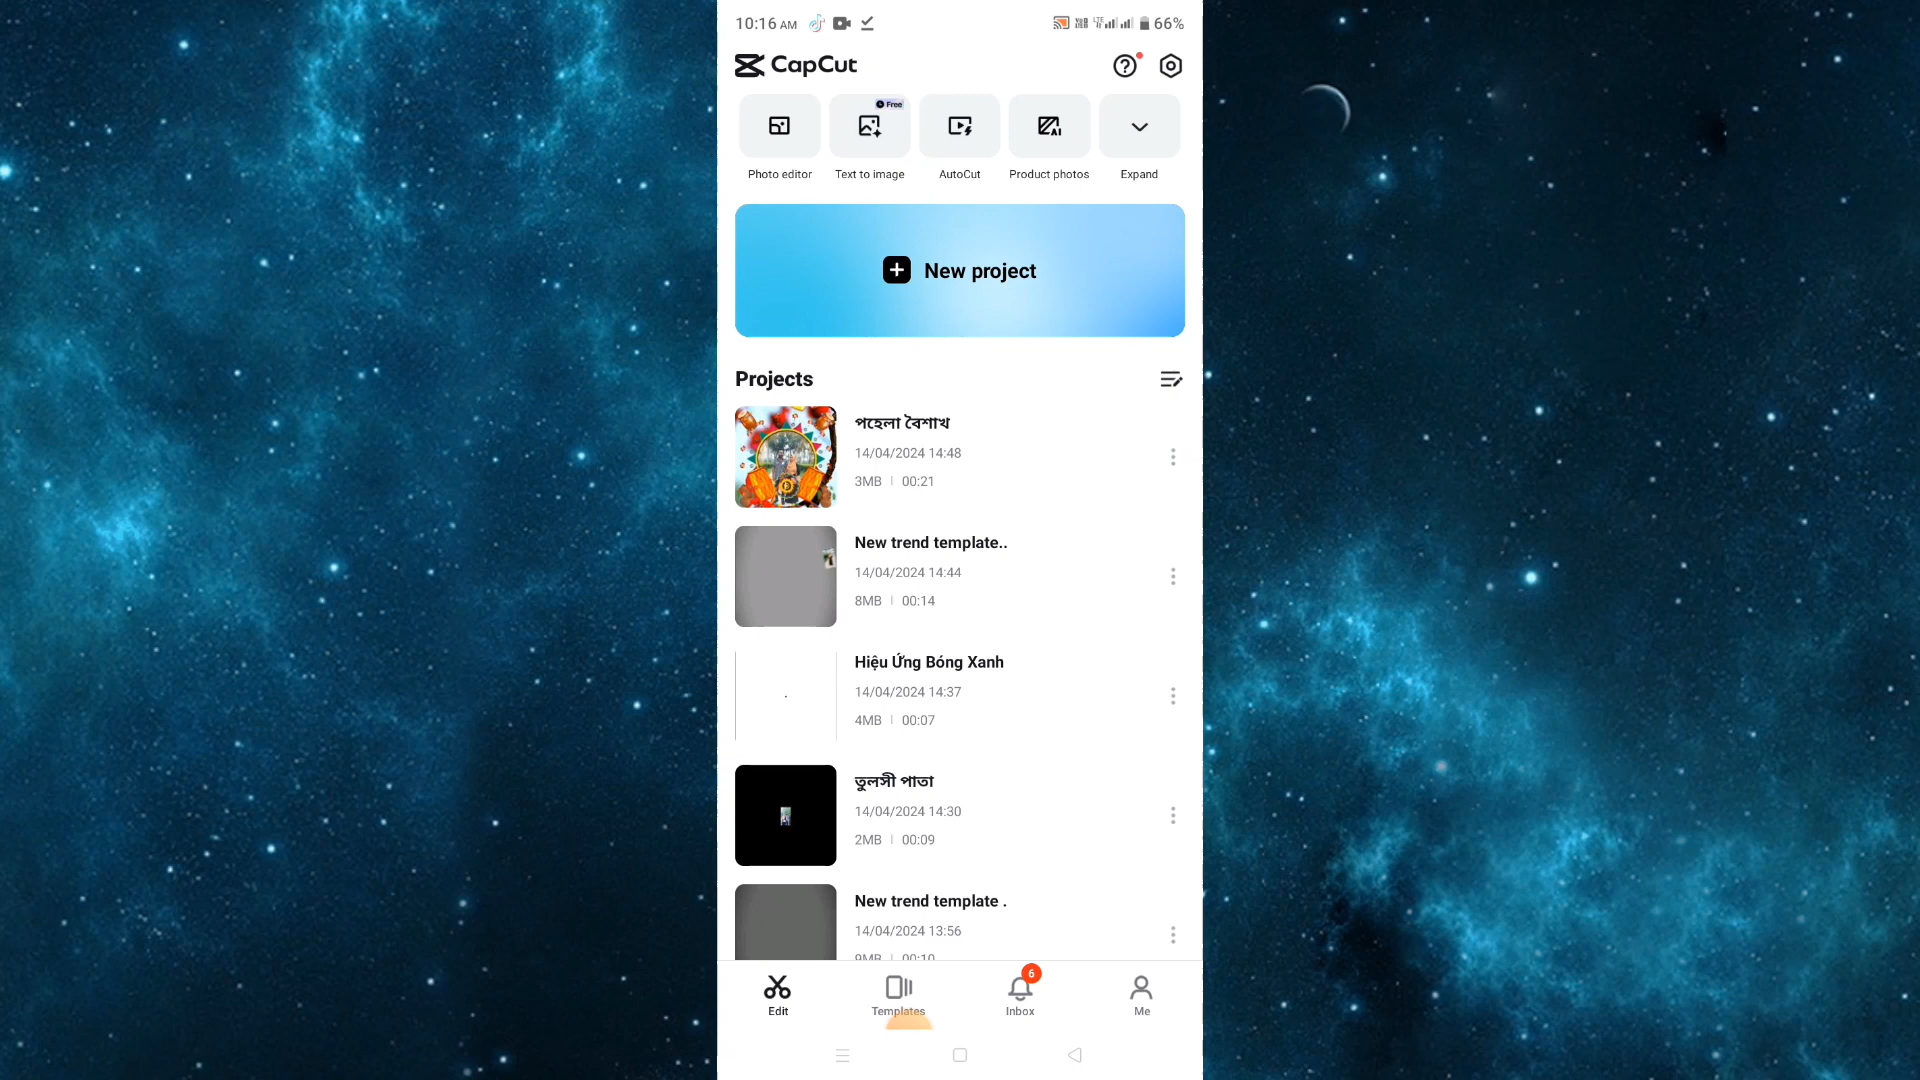 10:16 AM
66%
CapCut
Free
Photo editor
Text to image
AutoCut
Product photos
Expand
New project
Projects
পহেলা বৈশাখ
14/04/2024 14:48
3MB
00:21
New trend template..
14/04/2024 14:44
8MB
00:14
Hiệu Ứng Bóng Xanh
14/04/2024 14:37
4MB
00:07
তুলসী পাতা
14/04/2024 14:30
2MB
00:09
New trend template .
14/04/2024 13:56
9MB
00:10
6
Edit
Templates
Inbox
Me